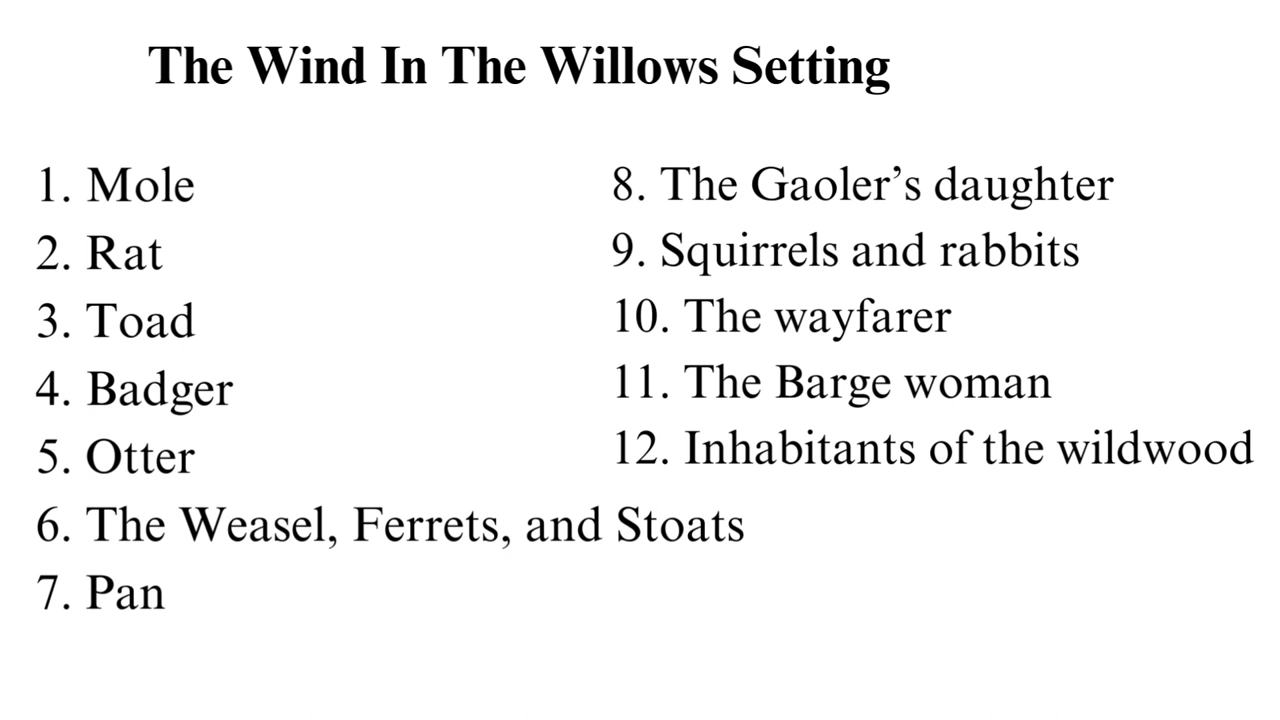 The Wind In The Willows Setting
1. Mole
2. Rat
3. Toad
4. Badger
5. Otter
6. The Weasel, Ferrets, and Stoats
7. Pan
8. The Gaoler’s daughter
9. Squirrels and rabbits
10. The wayfarer
11. The Barge woman
12. Inhabitants of the wildwood